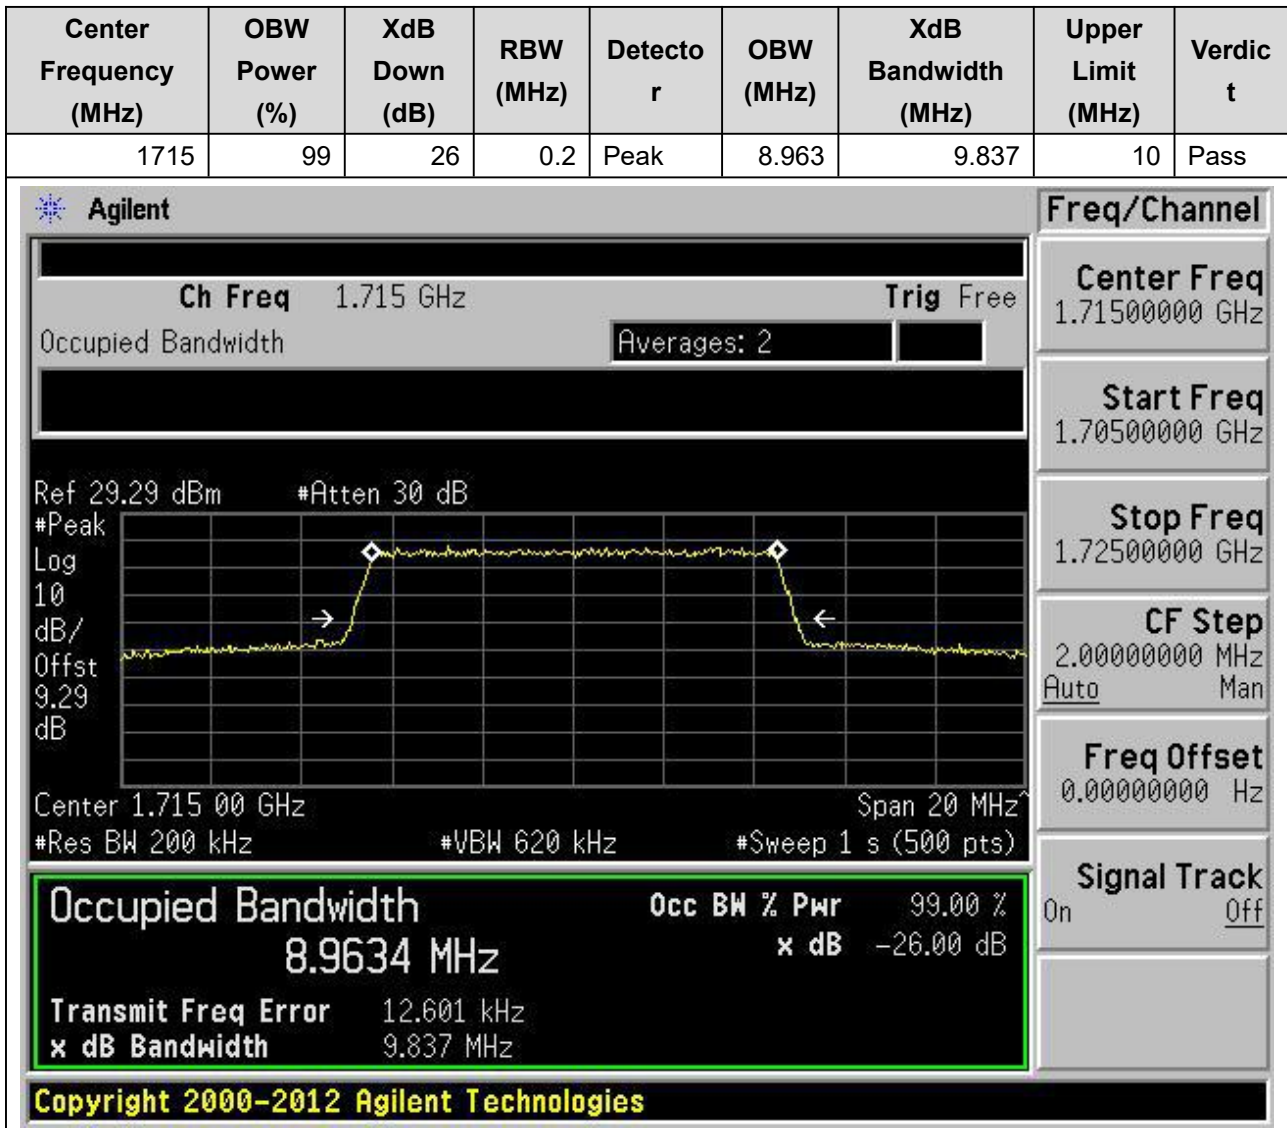 Center Frequency (MHz) OBW Power (%) XdB Down (dB) RBW (MHz) Detector OBW (MHz) XdB Bandwidth (MHz) Upper Limit (MHz) Verdict
1715 99 26 0.2 Peak 8.963 9.837 10 Pass
Agilent
Freq/Channel
Ch Freq 1.715 GHz Trig Free
Occupied Bandwidth Averages: 2
Center Freq
1.71500000 GHz
Start Freq
1.70500000 GHz
Stop Freq
1.72500000 GHz
CF Step
2.00000000 MHz
Auto Man
Freq Offset
0.00000000 Hz
Signal Track
On Off
Ref 29.29 dBm #Atten 30 dB
#Peak
Log
10
dB/
Offst
9.29
dB
Center 1.715 00 GHz Span 20 MHz^
#Res BW 200 kHz #VBW 620 kHz #Sweep 1 s (500 pts)
Occupied Bandwidth Occ BW % Pwr 99.00 %
8.9634 MHz x dB -26.00 dB
Transmit Freq Error 12.601 kHz
x dB Bandwidth 9.837 MHz
Copyright 2000-2012 Agilent Technologies